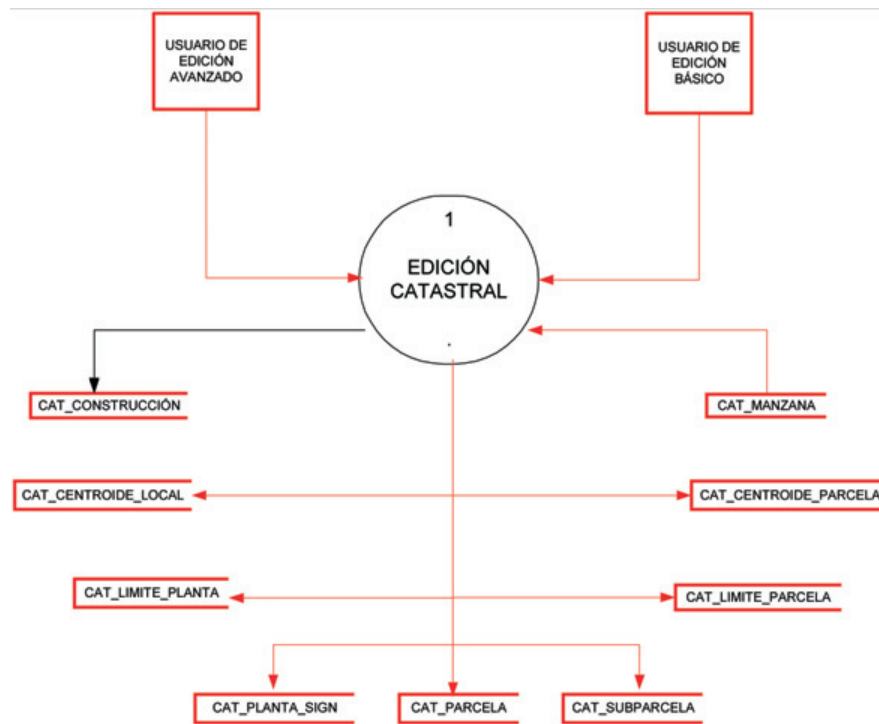 USUARIO DE
EDICIÓN
AVANZADO
USUARIO DE
EDICIÓN
BÁSICO
1
EDICIÓN
CATASTRAL
.
CAT_CONSTRUCCIÓN
CAT_MANZANA
CAT_CENTROIDE_LOCAL
CAT_CENTROIDE_PARCELA
CAT_LIMITE_PLANTA
CAT_LIMITE_PARCELA
CAT_PLANTA_SIGN
CAT_PARCELA
CAT_SUBPARCELA